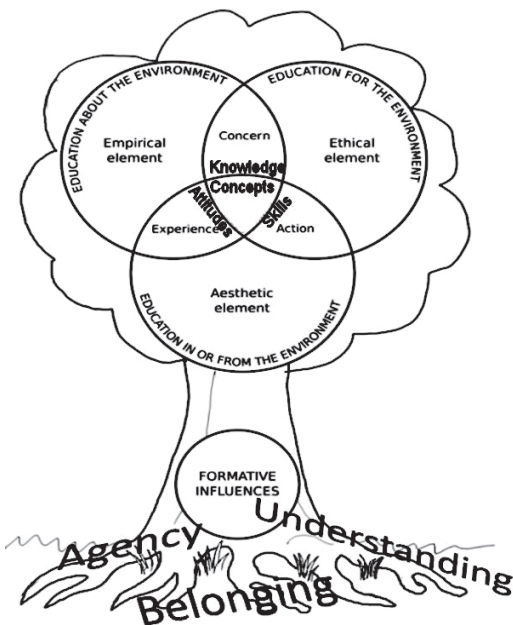 EDUCATION ABOUT THE ENVIRONMENT
EDUCATION FOR THE ENVIRONMENT
Concern
Empirical
element
Ethical
element
Knowledge
Concepts
Attitudes
Skills
Experience
Action
Aesthetic
element
EDUCATION IN OR FROM THE ENVIRONMENT
FORMATIVE
INFLUENCES
Agency
Understanding
Belonging